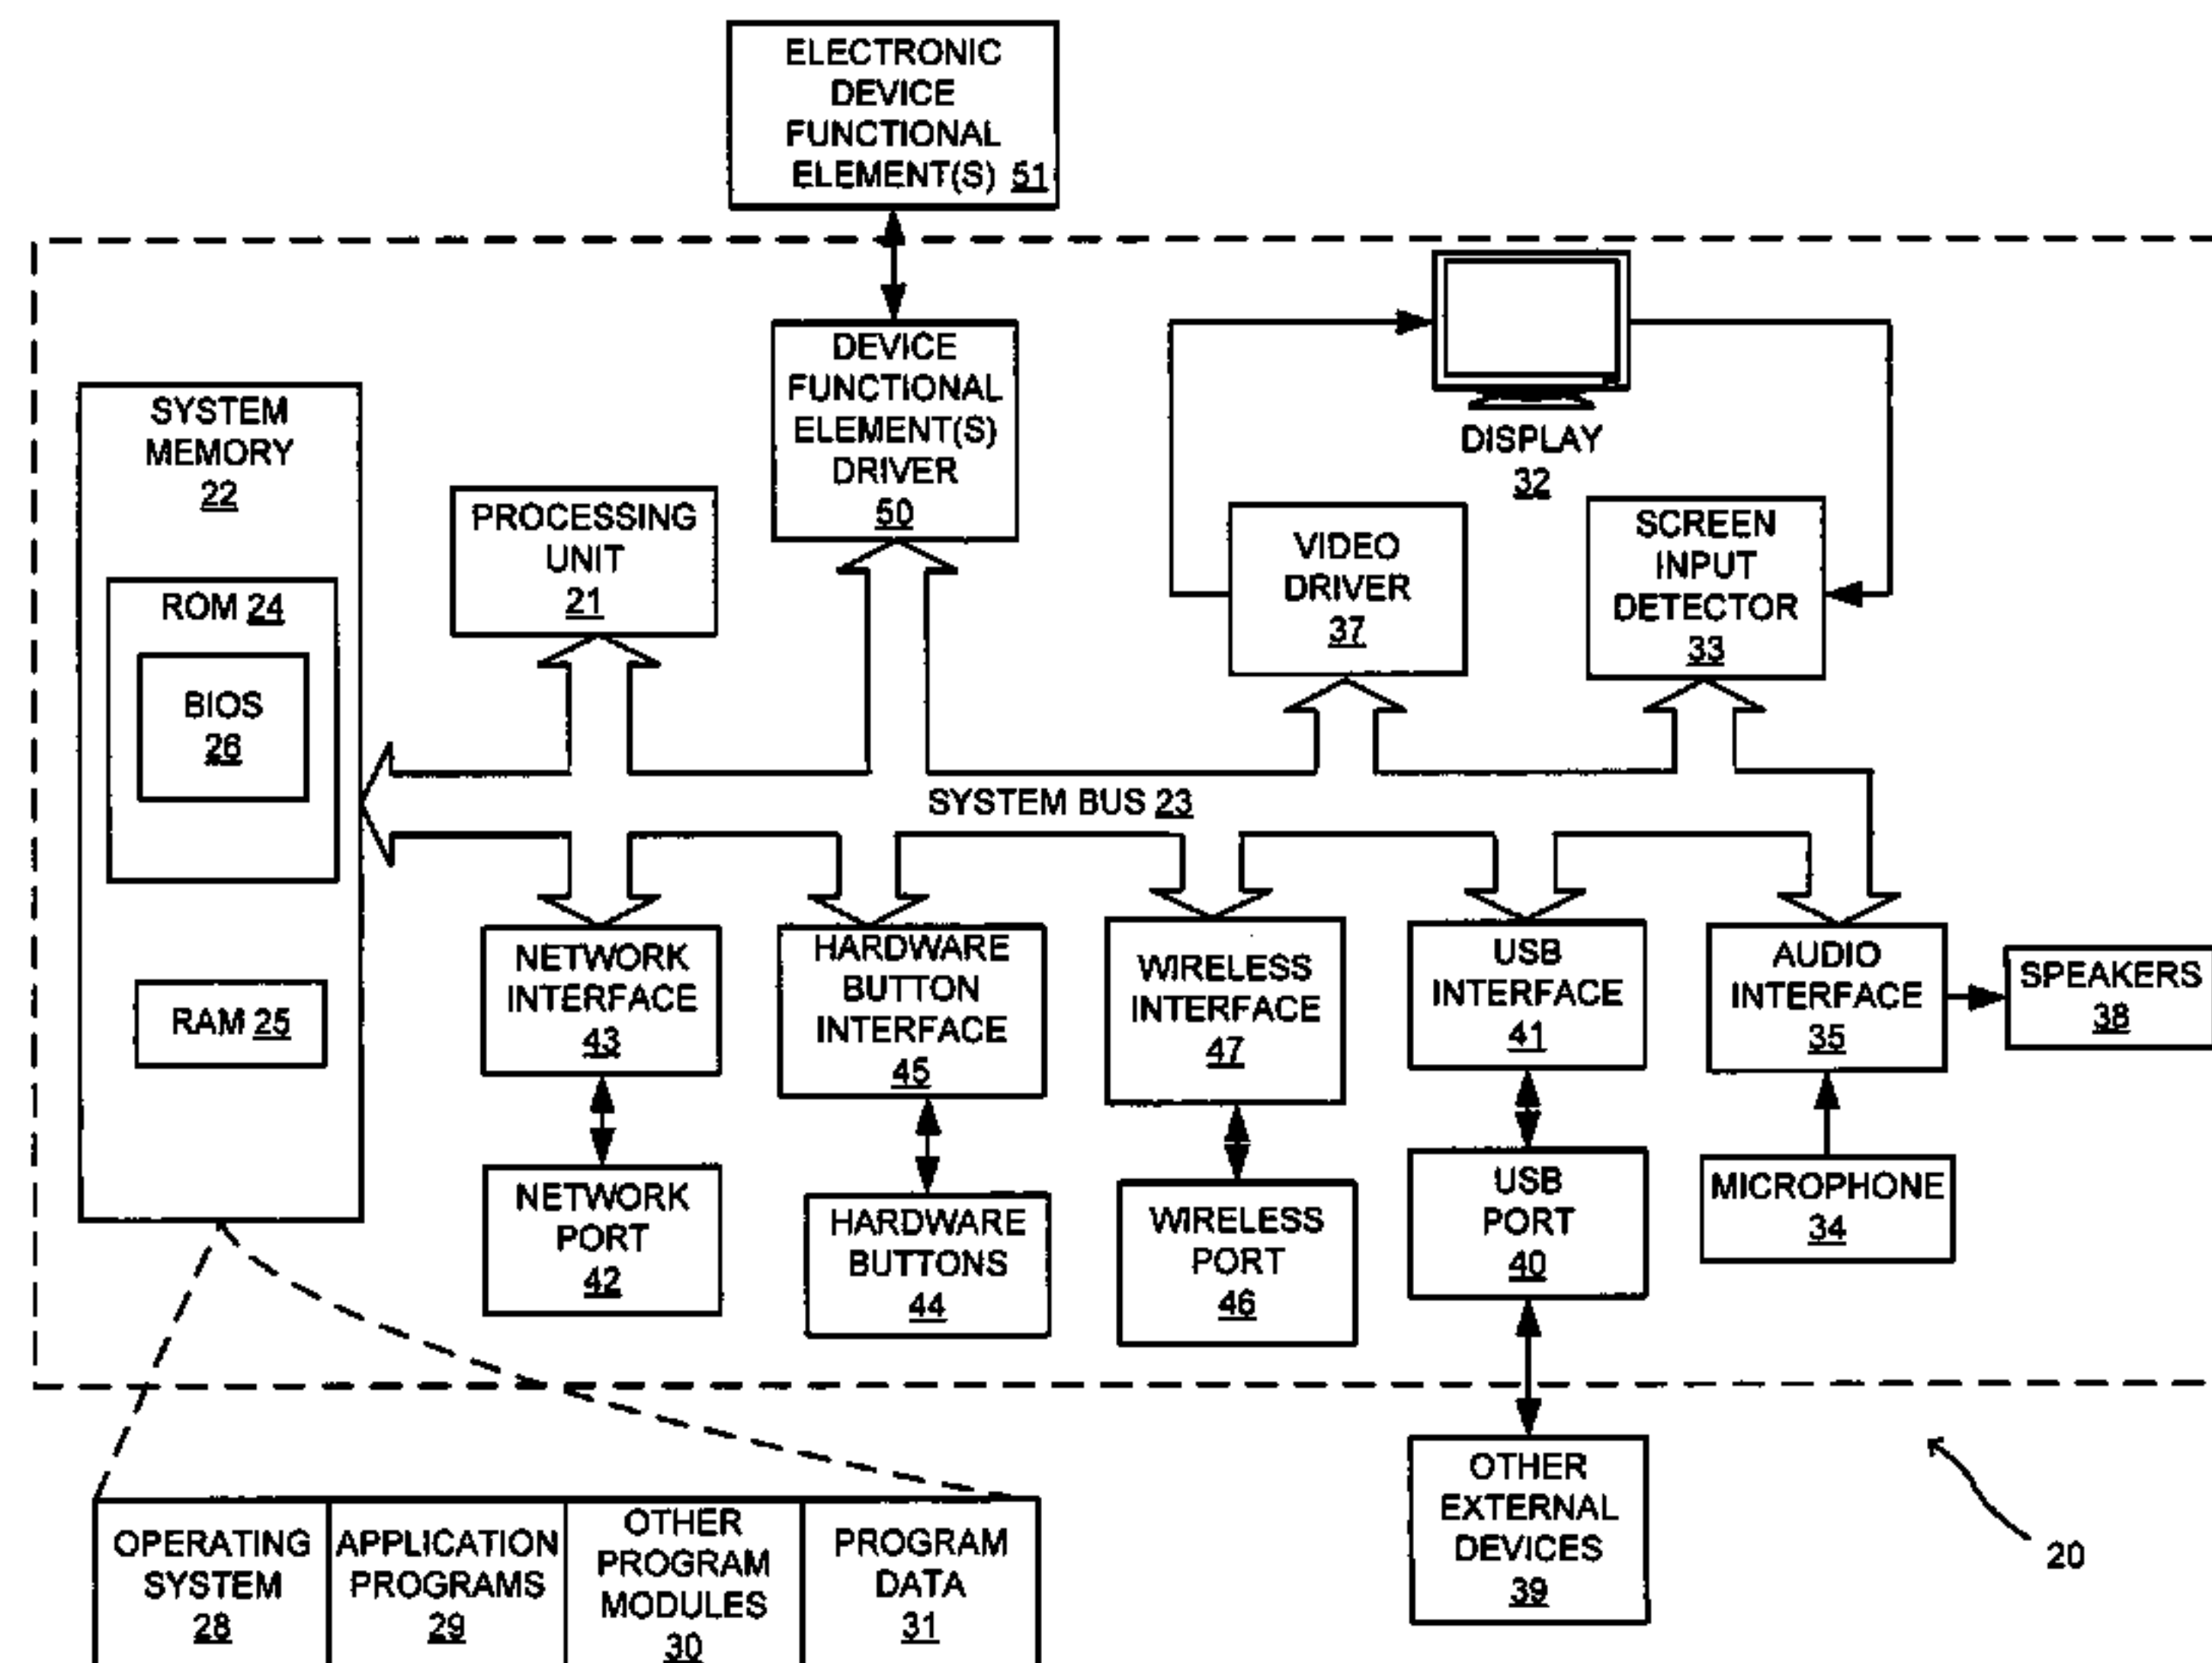 ELECTRONIC
DEVICE
FUNCTIONAL
ELEMENT(S) 51
DEVICE
FUNCTIONAL
ELEMENT(S)
DRIVER
50
DISPLAY
32
SYSTEM
MEMORY
22
ROM 24
BIOS
26
RAM 25
PROCESSING
UNIT
21
VIDEO
DRIVER
37
SCREEN
INPUT
DETECTOR
33
SYSTEM BUS 23
NETWORK
INTERFACE
43
HARDWARE
BUTTON
INTERFACE
45
WIRELESS
INTERFACE
47
USB
INTERFACE
41
AUDIO
INTERFACE
35
SPEAKERS
38
NETWORK
PORT
42
HARDWARE
BUTTONS
44
WIRELESS
PORT
46
USB
PORT
40
MICROPHONE
34
OPERATING
SYSTEM
28
APPLICATION
PROGRAMS
29
OTHER
PROGRAM
MODULES
30
PROGRAM
DATA
31
OTHER
EXTERNAL
DEVICES
39
20